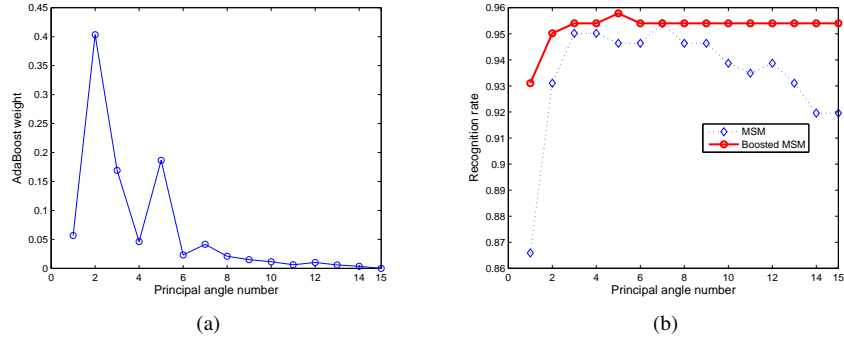 0.45
0.4
0.35
0.3
0.25
0.2
0.15
0.1
0.05
0
AdaBoost weight
0 2 4 6 8 10 12 14 15
Principal angle number
(a)
0.96
0.95
0.94
0.93
0.92
0.91
0.9
0.89
0.88
0.87
0.86
Recognition rate
MSM
Boosted MSM
0 2 4 6 8 10 12 14 15
Principal angle number
(b)